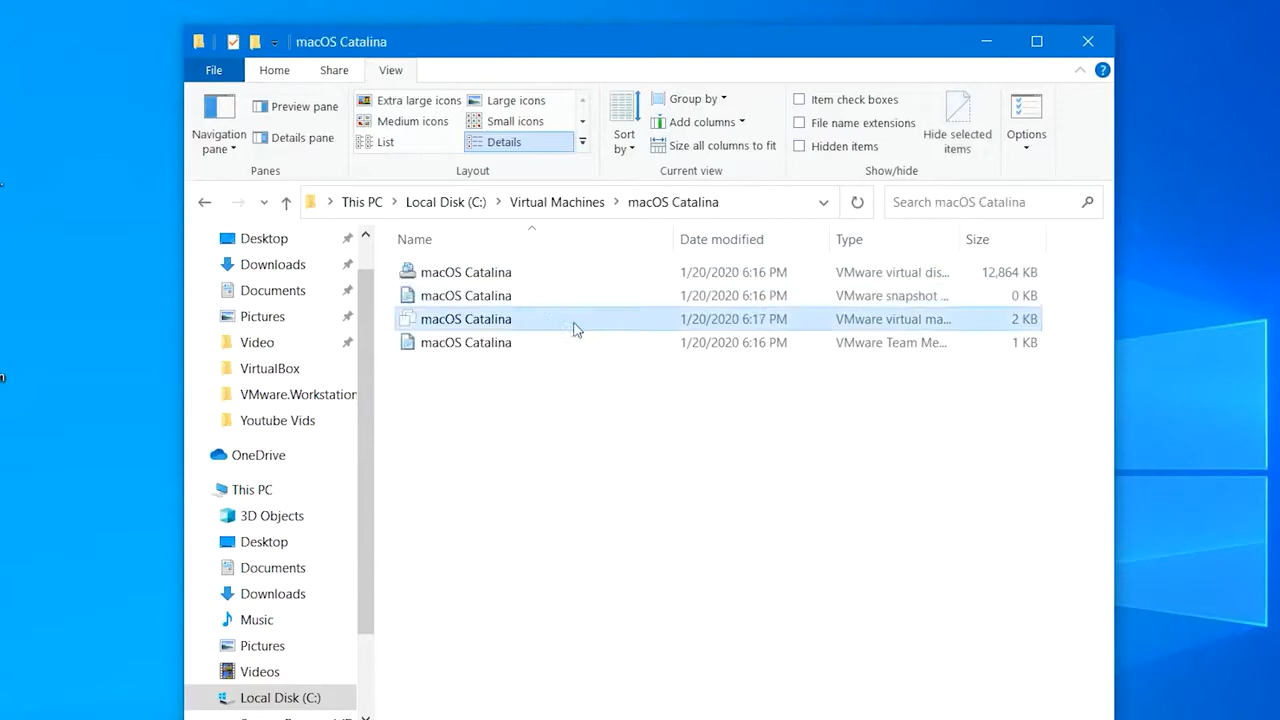 macOS Catalina
File Home Share View
Navigation pane
Preview pane
Details pane
Panes
Extra large icons Large icons
Medium icons Small icons
List Details
Layout
Sort by
Group by
Add columns
Size all columns to fit
Current view
Item check boxes
File name extensions
Hidden items
Hide selected items
Show/hide
Options
This PC Local Disk (C:) Virtual Machines macOS Catalina
Search macOS Catalina
Desktop
Downloads
Documents
Pictures
Video
VirtualBox
VMware.Workstation
Youtube Vids
OneDrive
This PC
3D Objects
Desktop
Documents
Downloads
Music
Pictures
Videos
Local Disk (C:)
Name Date modified Type Size
macOS Catalina 1/20/2020 6:16 PM VMware virtual dis... 12,864 KB
macOS Catalina 1/20/2020 6:16 PM VMware snapshot ... 0 KB
macOS Catalina 1/20/2020 6:17 PM VMware virtual ma... 2 KB
macOS Catalina 1/20/2020 6:16 PM VMware Team Me... 1 KB